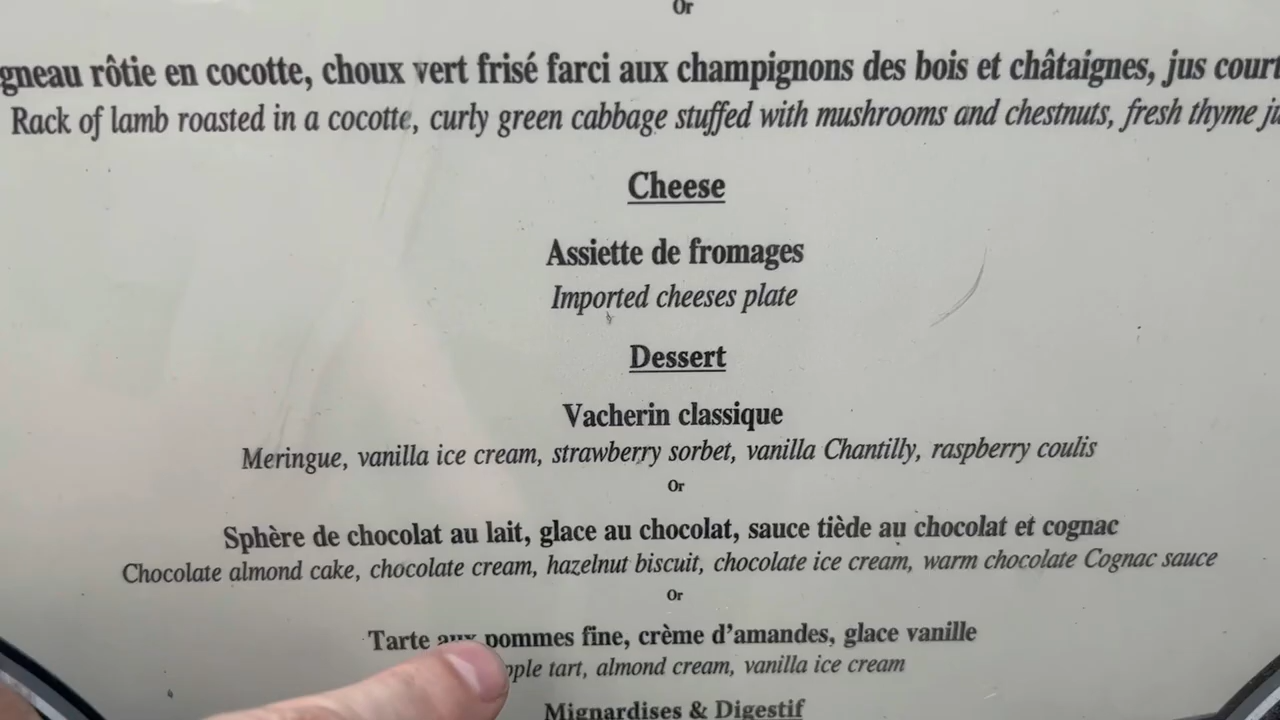 Or
gneau rôtie en cocotte, choux vert frisé farci aux champignons des bois et châtaignes, jus court
Rack of lamb roasted in a cocotte, curly green cabbage stuffed with mushrooms and chestnuts, fresh thyme
Cheese
Assiette de fromages
Imported cheeses plate
Dessert
Vacherin classique
Meringue, vanilla ice cream, strawberry sorbet, vanilla Chantilly, raspberry coulis
Or
Sphère de chocolat au lait, glace au chocolat, sauce tiède au chocolat et cognac
Chocolate almond cake, chocolate cream, hazelnut biscuit, chocolate ice cream, warm chocolate Cognac sauce
Or
Tarte aux pommes fine, crème d'amandes, glace vanille
pple tart, almond cream, vanilla ice cream
Mignardises & Digestif